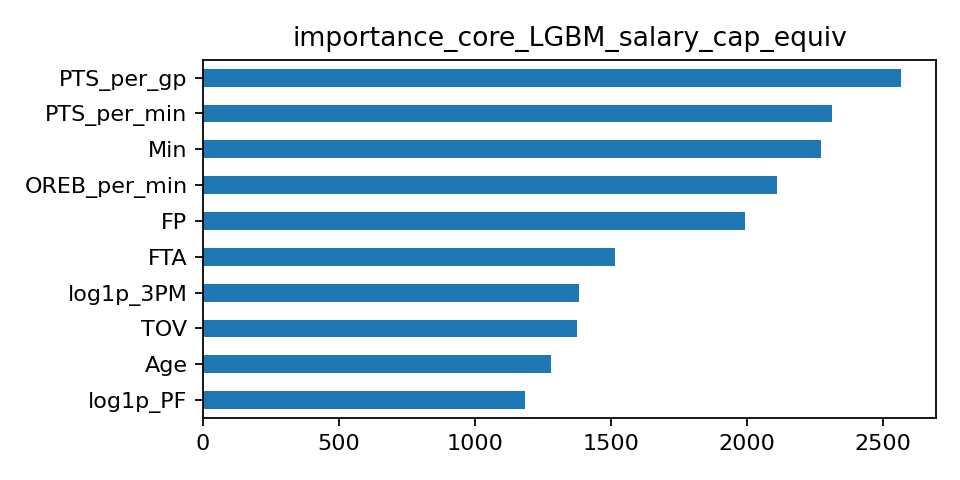 importance_core_LGBM_salary_cap_equiv
PTS_per_gp
PTS_per_min
Min
OREB_per_min
FP
FTA
log1p_3PM
TOV
Age
log1p_PF
0 500 1000 1500 2000 2500